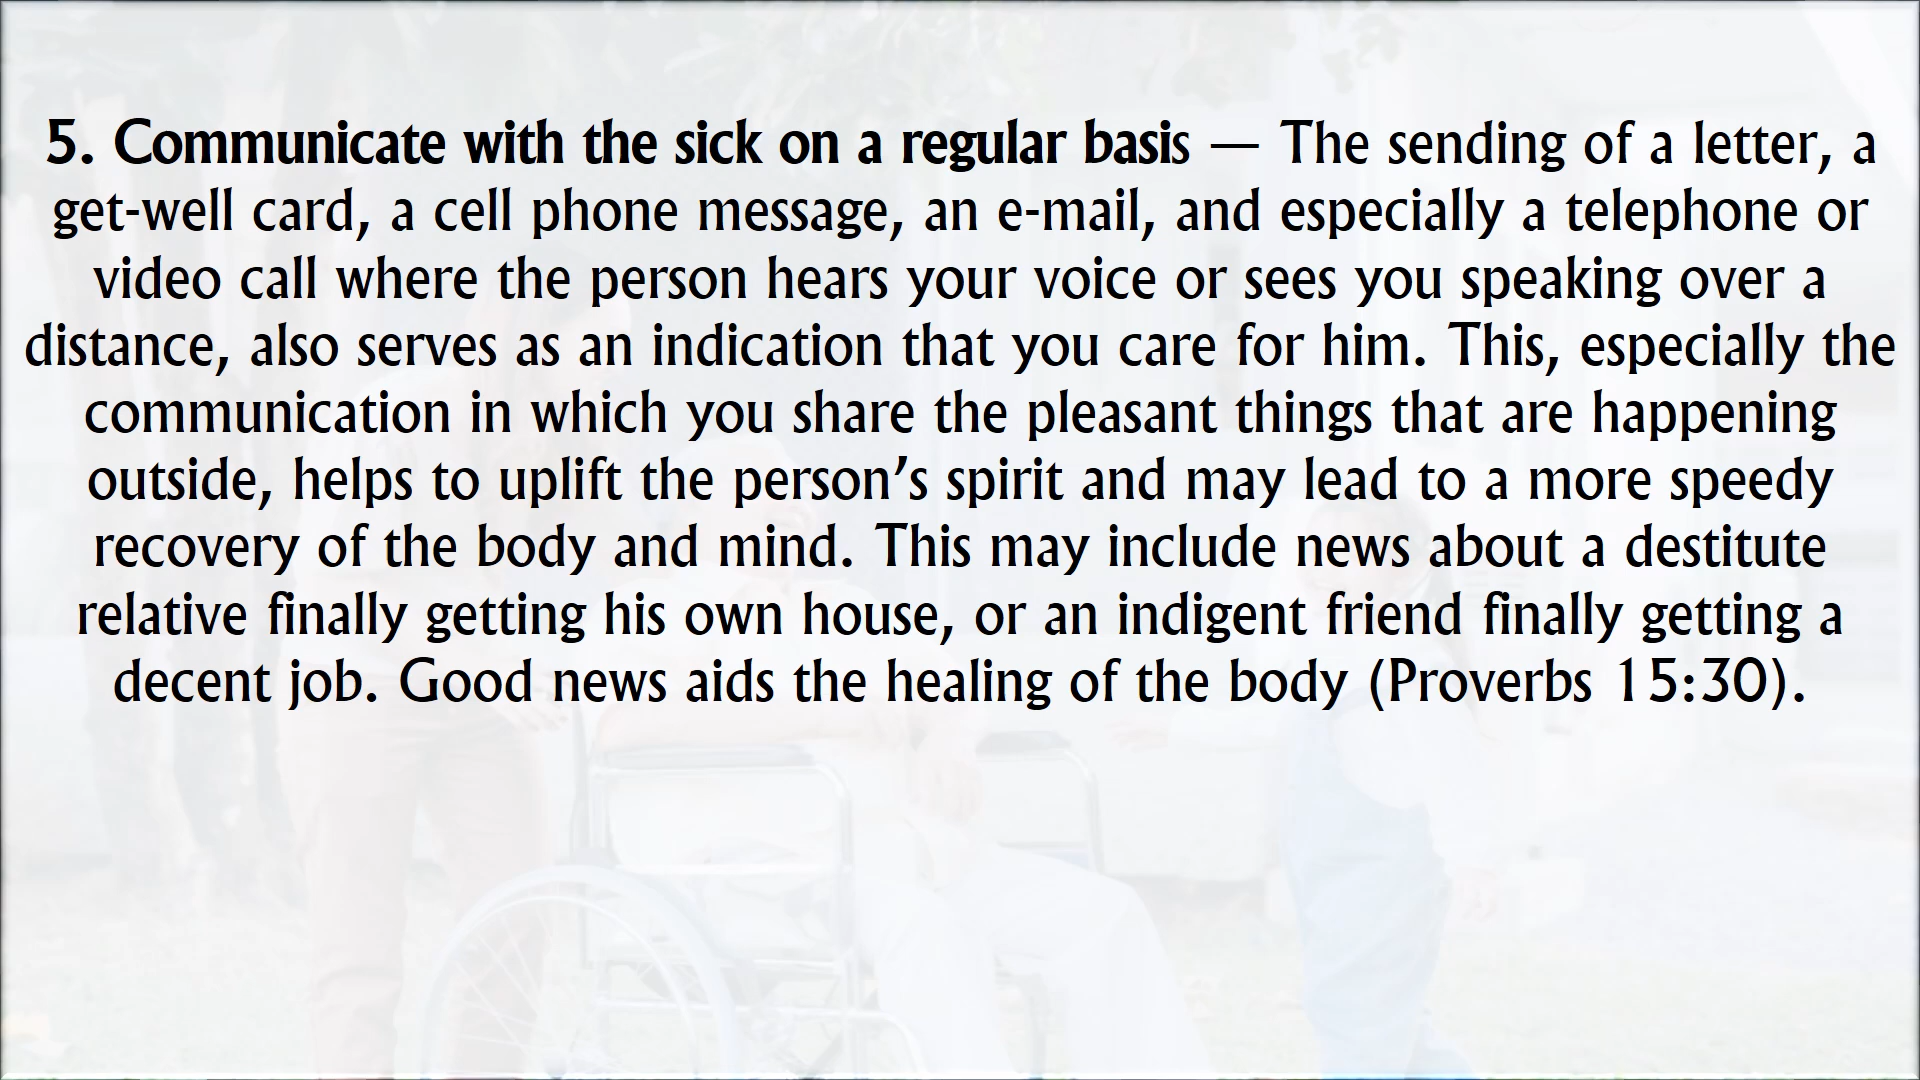 5. Communicate with the sick on a regular basis — The sending of a letter, a
get-well card, a cell phone message, an e-mail, and especially a telephone or
video call where the person hears your voice or sees you speaking over a
distance, also serves as an indication that you care for him. This, especially the
communication in which you share the pleasant things that are happening
outside, helps to uplift the person’s spirit and may lead to a more speedy
recovery of the body and mind. This may include news about a destitute
relative finally getting his own house, or an indigent friend finally getting a
decent job. Good news aids the healing of the body (Proverbs 15:30).